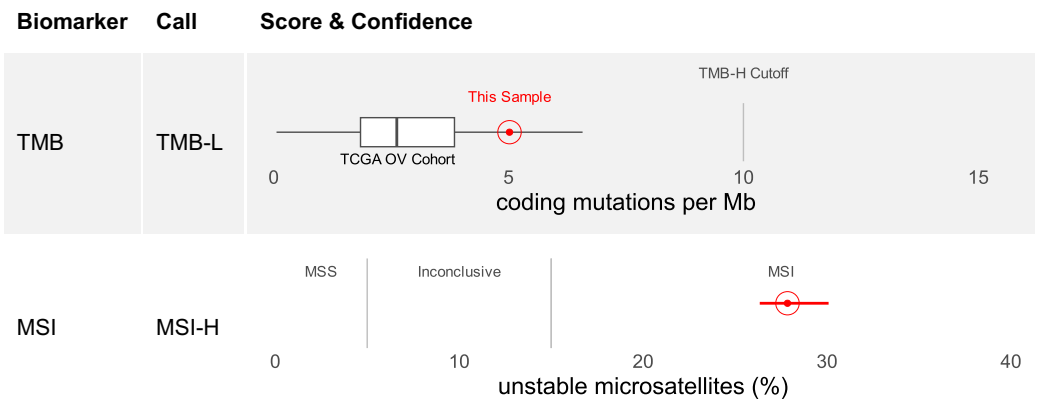 Biomarker Call Score & Confidence
TMB-H Cutoff
This Sample
TMB TMB-L
TCGA OV Cohort
0 5 10 15
coding mutations per Mb
MSS Inconclusive MSI
MSI MSI-H
0 10 20 30 40
unstable microsatellites (%)